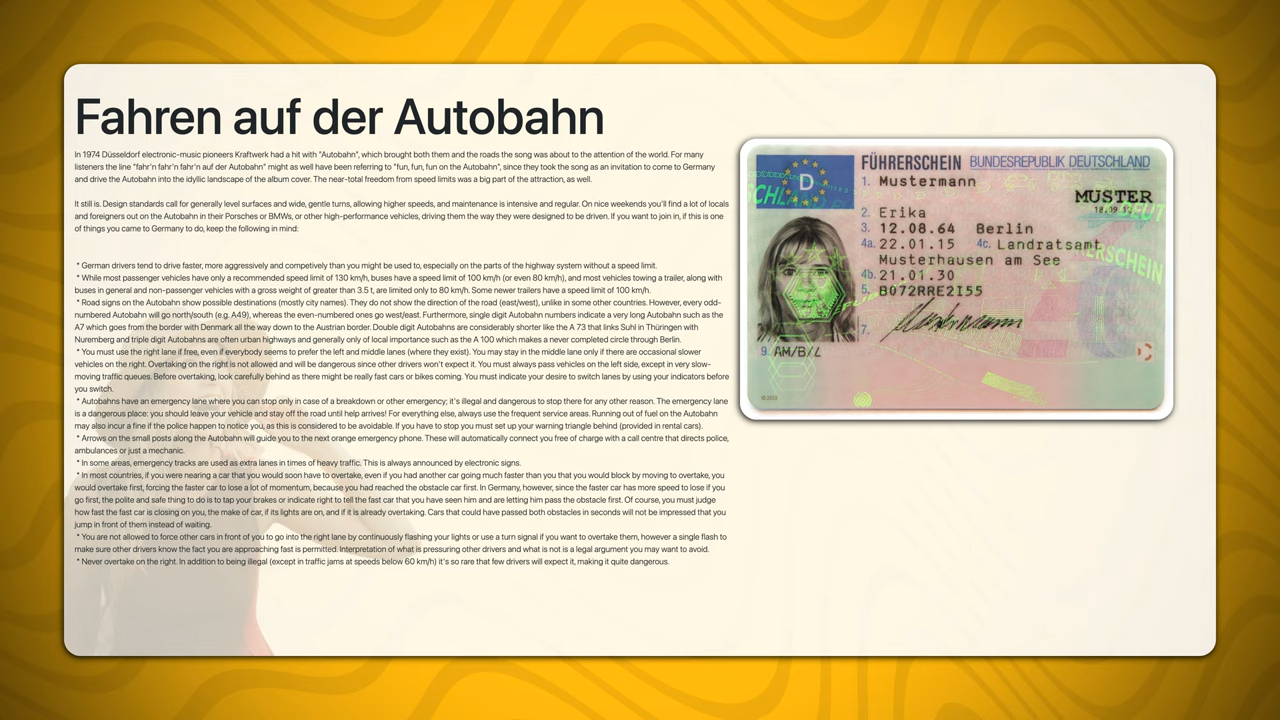 Fahren auf der Autobahn
In 1974 Düsseldorf electronic-music pioneers Kraftwerk had a hit with "Autobahn", which brought both them and the roads the song was about to the attention of the world. For many
listeners the line "fahr'n fahr'n fahr'n auf der Autobahn" might as well have been referring to "fun, fun, fun on the Autobahn", since they took the song as an invitation to come to Germany
and drive the Autobahn into the idyllic landscape of the album cover. The near-total freedom from speed limits was a big part of the attraction, as well.
It still is. Design standards call for generally level surfaces and wide, gentle turns, allowing higher speeds, and maintenance is intensive and regular. On nice weekends you'll find a lot of locals
and foreigners out on the Autobahn in their Porsches or BMWs, or other high-performance vehicles, driving them the way they were designed to be driven. If you want to join in, if this is one
of things you came to Germany to do, keep the following in mind:
* German drivers tend to drive faster, more aggressively and competively than you might be used to, especially on the parts of the highway system without a speed limit.
* While most passenger vehicles have only a recommended speed limit of 130 km/h, buses have a speed limit of 100 km/h (or even 80 km/h), and most vehicles towing a trailer, along with
buses in general and non-passenger vehicles with a gross weight of greater than 3.5 t, are limited only to 80 km/h. Some newer trailers have a speed limit of 100 km/h.
* Road signs on the Autobahn show possible destinations (mostly city names). They do not show the direction of the road (east/west), unlike in some other countries. However, every odd-
numbered Autobahn will go north/south (e.g. A49), whereas the even-numbered ones go west/east. Furthermore, single digit Autobahn numbers indicate a very long Autobahn such as the
A7 which goes from the border with Denmark all the way down to the Austrian border. Double digit Autobahns are considerably shorter like the A 73 that links Suhl in Thüringen with
Nuremberg and triple digit Autobahns are often urban highways and generally only of local importance such as the A 100 which makes a never completed circle through Berlin.
* You must use the right lane if free, even if everybody seems to prefer the left and middle lanes (where they exist). You may stay in the middle lane only if there are occasional slower
vehicles on the right. Overtaking on the right is not allowed and will be dangerous since other drivers won't expect it. You must always pass vehicles on the left side, except in very slow-
moving traffic queues. Before overtaking, look carefully behind as there might be really fast cars or bikes coming. You must indicate your desire to switch lanes by using your indicators before
you switch.
* Autobahns have an emergency lane where you can stop only in case of a breakdown or other emergency; it's illegal and dangerous to stop there for any other reason. The emergency lane
is a dangerous place: you should leave your vehicle and stay off the road until help arrives! For everything else, always use the frequent service areas. Running out of fuel on the Autobahn
may also incur a fine if the police happen to notice you, as this is considered to be avoidable. If you have to stop you must set up your warning triangle behind (provided in rental cars).
* Arrows on the small posts along the Autobahn will guide you to the next orange emergency phone. These will automatically connect you free of charge with a call centre that directs police,
ambulances or just a mechanic.
* In some areas, emergency tracks are used as extra lanes in times of heavy traffic. This is always announced by electronic signs.
* In most countries, if you were nearing a car that you would soon have to overtake, even if you had another car going much faster than you that you would block by moving to overtake, you
would overtake first, forcing the faster car to lose a lot of momentum, because you had reached the obstacle car first. In Germany, however, since the faster car has more speed to lose if you
go first, the polite and safe thing to do is to tap your brakes or indicate right to tell the fast car that you have seen him and are letting him pass the obstacle first. Of course, you must judge
how fast the fast car is closing on you, the make of car, if its lights are on, and if it is already overtaking. Cars that could have passed both obstacles in seconds will not be impressed that you
jump in front of them instead of waiting.
* You are not allowed to force other cars in front of you to go into the right lane by continuously flashing your lights or use a turn signal if you want to overtake them, however a single flash to
make sure other drivers know the fact you are approaching fast is permitted. Interpretation of what is pressuring other drivers and what is not is a legal argument you may want to avoid.
* Never overtake on the right. In addition to being illegal (except in traffic jams at speeds below 60 km/h) it's so rare that few drivers will expect it, making it quite dangerous.
FÜHRERSCHEIN BUNDESREPUBLIK DEUTSCHLAND
D
1. Mustermann
MUSTER
2. Erika
3. 12.08.64 Berlin
4a. 22.01.15 4c. Landratsamt
Musterhausen am See
4b. 21.01.30
5. B072RRE2I55
7.
9. AM/B/L